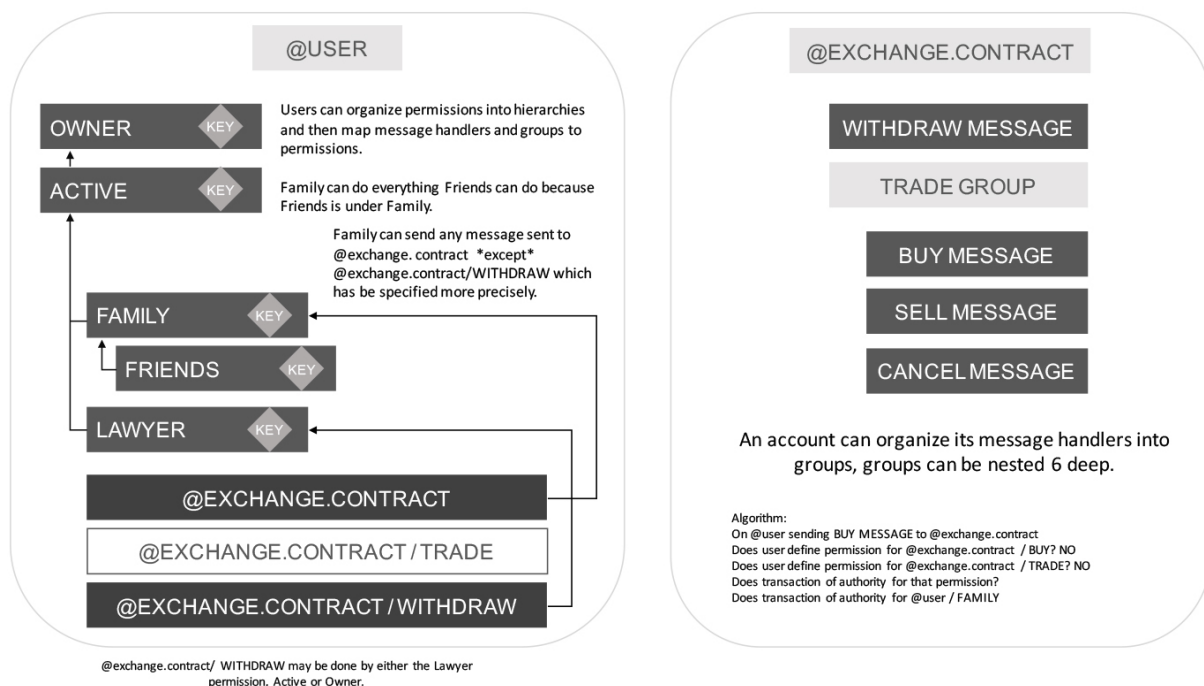 @USER
OWNER KEY
Users can organize permissions into hierarchies
and then map message handlers and groups to
permissions.
ACTIVE KEY
Family can do everything Friends can do because
Friends is under Family.
Family can send any message sent to
@exchange. contract *except*
@exchange.contract/WITHDRAW which
has be specified more precisely.
FAMILY KEY
FRIENDS KEY
LAWYER KEY
@EXCHANGE.CONTRACT
@EXCHANGE.CONTRACT / TRADE
@EXCHANGE.CONTRACT / WITHDRAW
@exchange.contract/ WITHDRAW may be done by either the Lawyer
permission, Active or Owner.
@EXCHANGE.CONTRACT
WITHDRAW MESSAGE
TRADE GROUP
BUY MESSAGE
SELL MESSAGE
CANCEL MESSAGE
An account can organize its message handlers into
groups, groups can be nested 6 deep.
Algorithm:
On @user sending BUY MESSAGE to @exchange.contract
Does user define permission for @exchange.contract / BUY? NO
Does user define permission for @exchange.contract / TRADE? NO
Does transaction of authority for that permission?
Does transaction of authority for @user / FAMILY